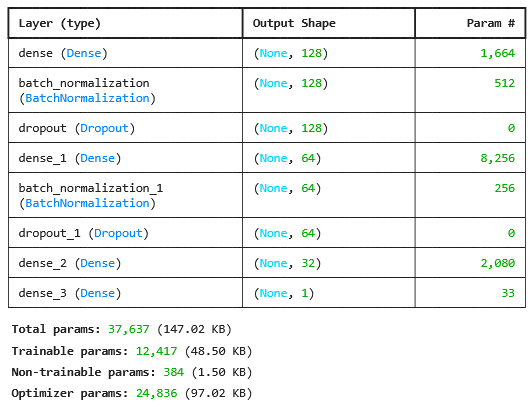 Layer (type) Output Shape Param #
dense (Dense) (None, 128) 1,664
batch_normalization (None, 128) 512
(BatchNormalization)
dropout (Dropout) (None, 128) 0
dense_1 (Dense) (None, 64) 8,256
batch_normalization_1 (None, 64) 256
(BatchNormalization)
dropout_1 (Dropout) (None, 64) 0
dense_2 (Dense) (None, 32) 2,080
dense_3 (Dense) (None, 1) 33
Total params: 37,637 (147.02 KB)
Trainable params: 12,417 (48.50 KB)
Non-trainable params: 384 (1.50 KB)
Optimizer params: 24,836 (97.02 KB)